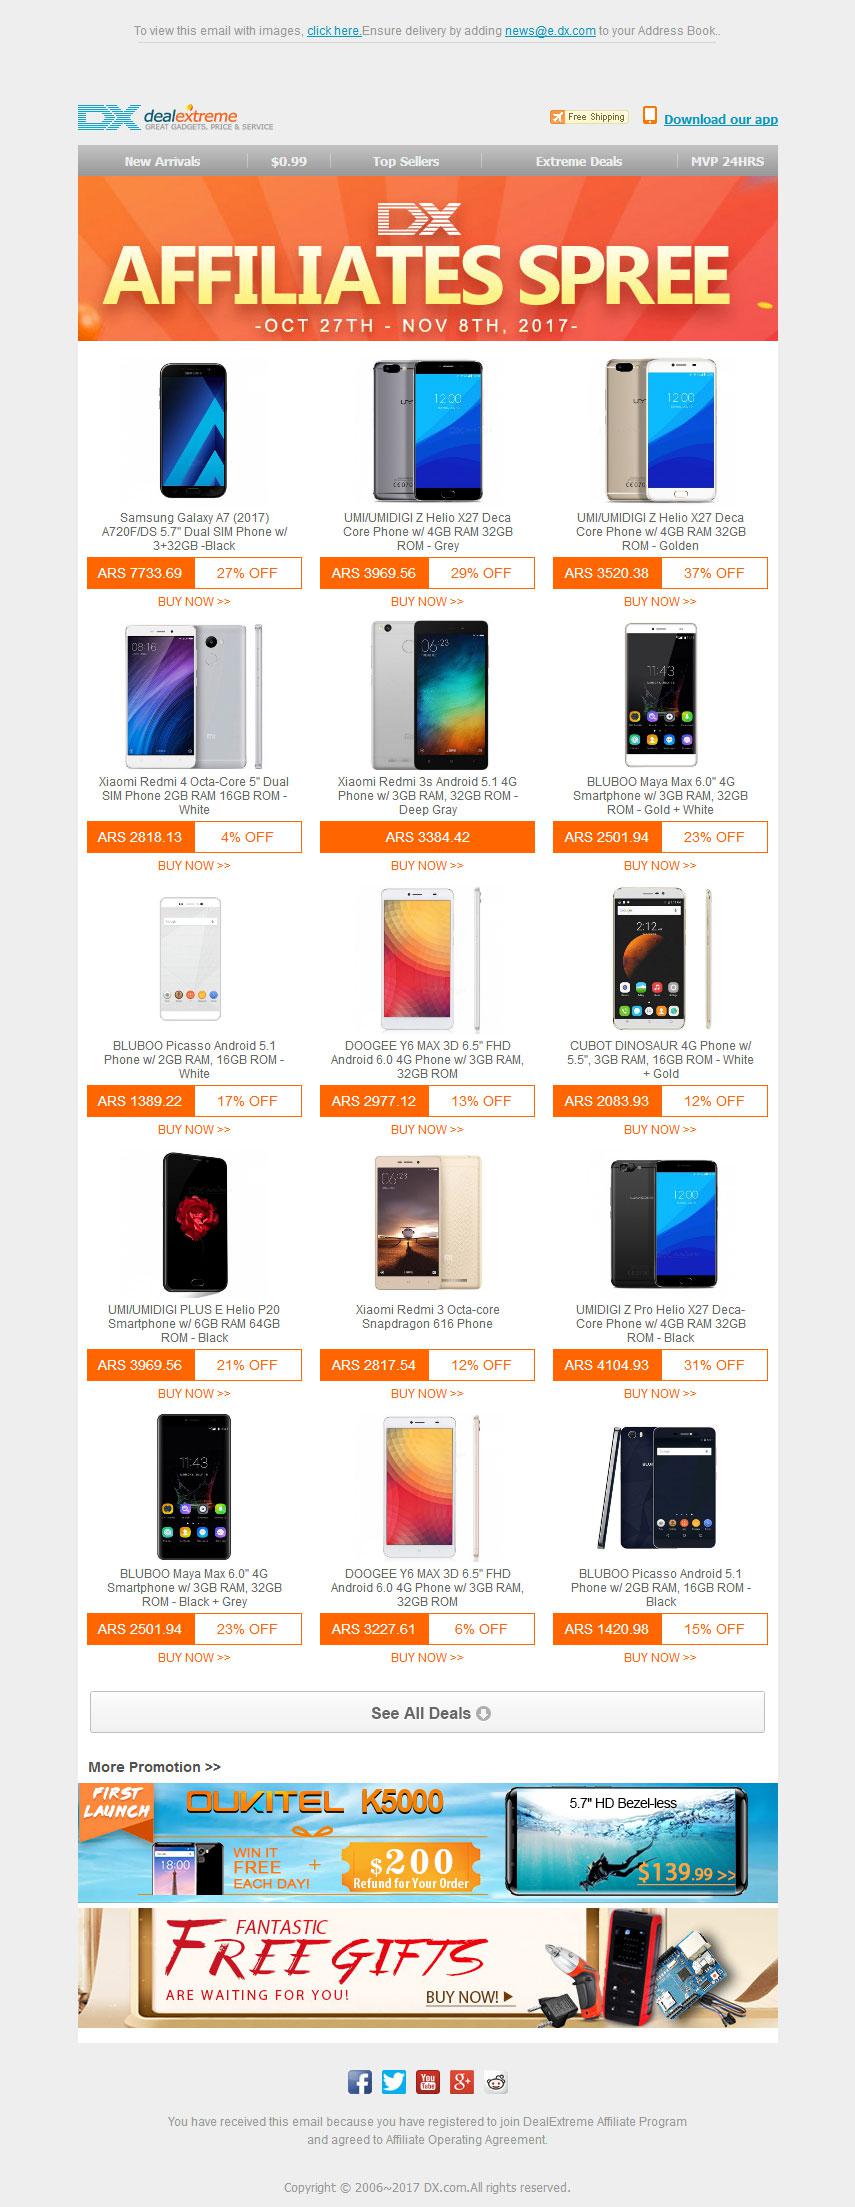 To view this email with images, click here.Ensure delivery by adding news@e.dx.com to your Address Book..
DX dealextreme
GREAT GADGETS, PRICE & SERVICE
Free Shipping
Download our app
New Arrivals
$0.99
Top Sellers
Extreme Deals
MVP 24HRS
DX
AFFILIATES SPREE
-OCT 27TH - NOV 8TH, 2017-
Samsung Galaxy A7 (2017)
A720F/DS 5.7" Dual SIM Phone w/
3+32GB -Black
ARS 7733.69
27% OFF
BUY NOW >>
12:00
UMI/UMIDIGI Z Helio X27 Deca
Core Phone w/ 4GB RAM 32GB
ROM - Grey
ARS 3969.56
29% OFF
BUY NOW >>
12:00
UMI/UMIDIGI Z Helio X27 Deca
Core Phone w/ 4GB RAM 32GB
ROM - Golden
ARS 3520.38
37% OFF
BUY NOW >>
08:16
Xiaomi Redmi 4 Octa-Core 5" Dual
SIM Phone 2GB RAM 16GB ROM -
White
ARS 2818.13
4% OFF
BUY NOW >>
06:23
Xiaomi Redmi 3s Android 5.1 4G
Phone w/ 3GB RAM, 32GB ROM -
Deep Gray
ARS 3384.42
BUY NOW >>
11:43
BLUBOO Maya Max 6.0" 4G
Smartphone w/ 3GB RAM, 32GB
ROM - Gold + White
ARS 2501.94
23% OFF
BUY NOW >>
BLUBOO Picasso Android 5.1
Phone w/ 2GB RAM, 16GB ROM -
White
ARS 1389.22
17% OFF
BUY NOW >>
DOOGEE Y6 MAX 3D 6.5" FHD
Android 6.0 4G Phone w/ 3GB RAM,
32GB ROM
ARS 2977.12
13% OFF
BUY NOW >>
2:12
CUBOT DINOSAUR 4G Phone w/
5.5", 3GB RAM, 16GB ROM - White
+ Gold
ARS 2083.93
12% OFF
BUY NOW >>
UMI/UMIDIGI PLUS E Helio P20
Smartphone w/ 6GB RAM 64GB
ROM - Black
ARS 3969.56
21% OFF
BUY NOW >>
06:23
Xiaomi Redmi 3 Octa-core
Snapdragon 616 Phone
ARS 2817.54
12% OFF
BUY NOW >>
12:00
UMIDIGI Z Pro Helio X27 Deca-
Core Phone w/ 4GB RAM 32GB
ROM - Black
ARS 4104.93
31% OFF
BUY NOW >>
11:43
BLUBOO Maya Max 6.0" 4G
Smartphone w/ 3GB RAM, 32GB
ROM - Black + Grey
ARS 2501.94
23% OFF
BUY NOW >>
DOOGEE Y6 MAX 3D 6.5" FHD
Android 6.0 4G Phone w/ 3GB RAM,
32GB ROM
ARS 3227.61
6% OFF
BUY NOW >>
BLUBOO Picasso Android 5.1
Phone w/ 2GB RAM, 16GB ROM -
Black
ARS 1420.98
15% OFF
BUY NOW >>
See All Deals
More Promotion >>
FIRST
LAUNCH
OUKITEL K5000
18:00
WIN IT
FREE
EACH DAY!
+
$200
Refund for Your Order
5.7" HD Bezel-less
$139.99 >>
FANTASTIC
FREE GIFTS
ARE WAITING FOR YOU!
BUY NOW!
You have received this email because you have registered to join DealExtreme Affiliate Program
and agreed to Affiliate Operating Agreement.
Copyright © 2006~2017 DX.com.All rights reserved.